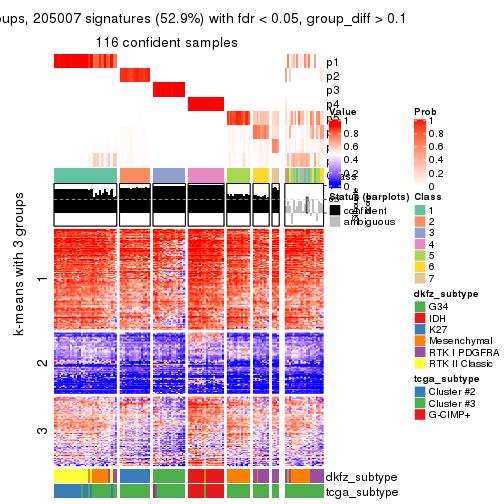 oups, 205007 signatures (52.9%) with fdr < 0.05, group_diff > 0.1
116 confident samples
p1
p2
p3
p4
k-means with 3 groups
1
2
3
Value
1
0.8
0.6
0.4
0.2
0
Prob
1
0.8
0.6
0.4
0.2
0
Status (barplots)
confident
ambiguous
Class
1
2
3
4
5
6
7
dkfz_subtype
G34
IDH
K27
Mesenchymal
RTK I PDGFRA
RTK II Classic
tcga_subtype
Cluster #2
Cluster #3
G-CIMP+
dkfz_subtype
tcga_subtype